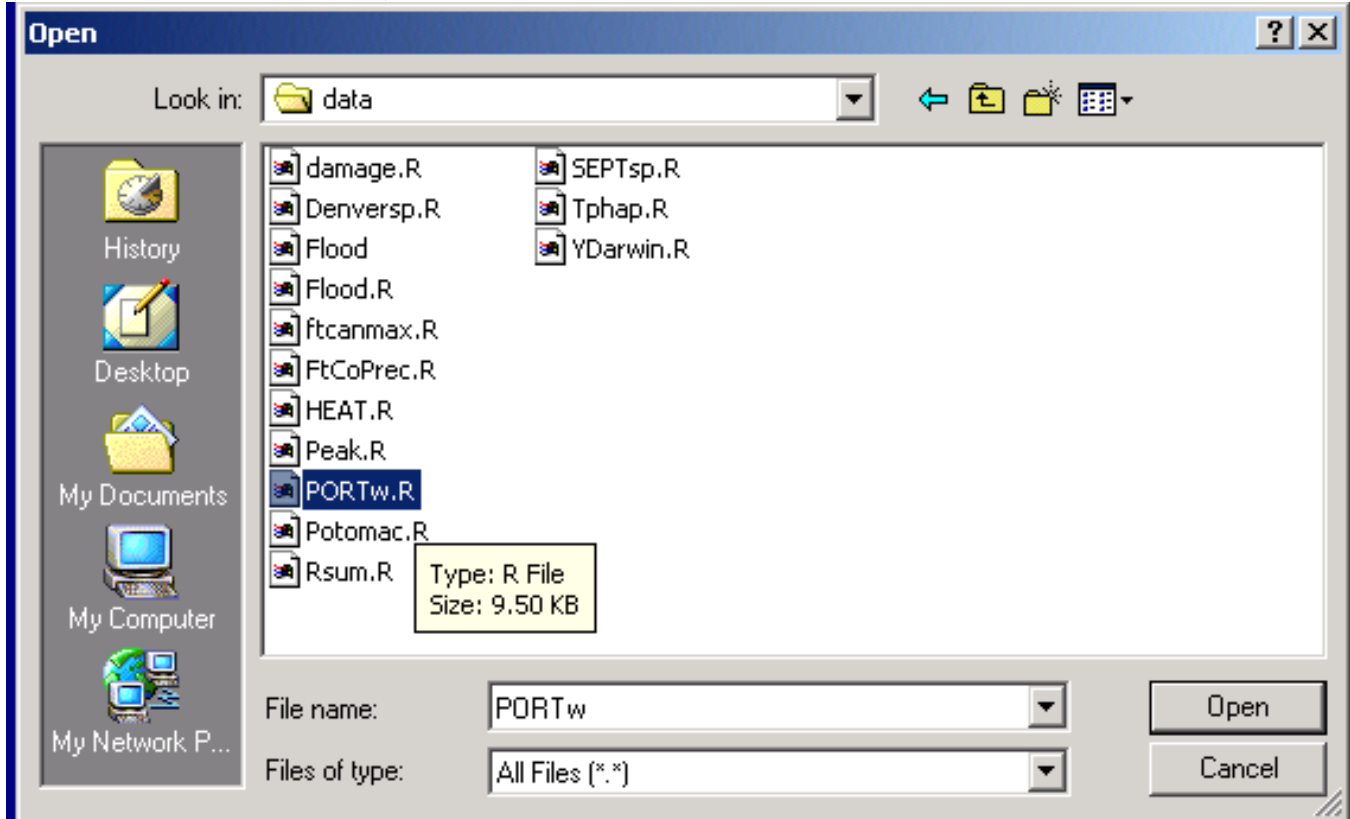 Open
Look in: data
History
Desktop
My Documents
My Computer
My Network P...
damage.R
Denversp.R
Flood
Flood.R
ftcanmax.R
FtCoPrec.R
HEAT.R
Peak.R
PORTw.R
Potomac.R
Rsum.R
SEPTsp.R
Tphap.R
YDarwin.R
Type: R File
Size: 9.50 KB
File name: PORTw
Open
Files of type: All Files (*.*)
Cancel